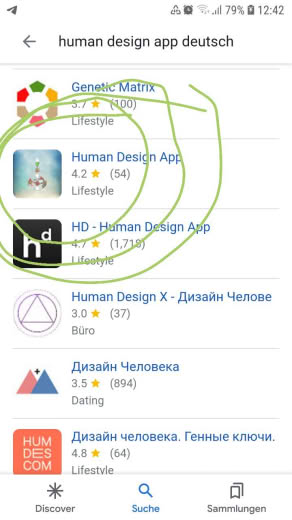 79% 12:42
human design app deutsch
Genetic Matrix
3.7 ★ (100)
Lifestyle
Human Design App
4.2 ★ (54)
Lifestyle
hd
HD - Human Design App
4.7 ★ (1,718)
Lifestyle
Human Design X - Дизайн Челове
3.0 ★ (37)
Büro
Дизайн Человека
3.5 ★ (894)
Dating
HUM
DES
COM
Дизайн человека. Генные ключи.
4.8 ★ (64)
Lifestyle
Discover
Suche
Sammlungen